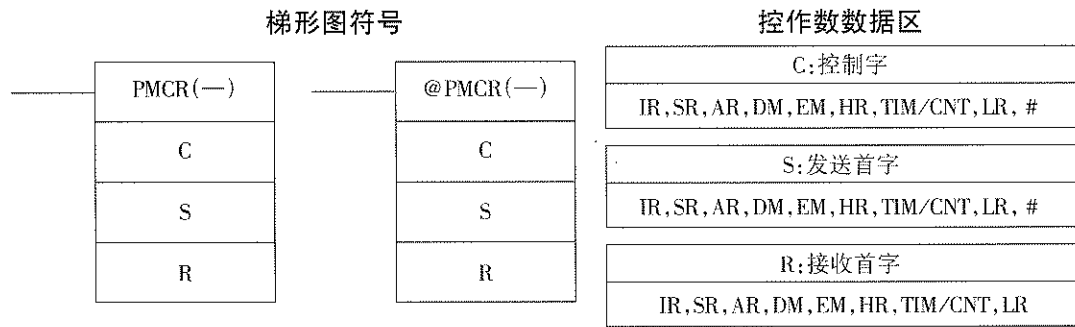 梯形图符号
控作数数据区
PMCR(—)
C
S
R
@PMCR(—)
C
S
R
C:控制字
IR,SR,AR,DM,EM,HR,TIM/CNT,LR, #
S:发送首字
IR,SR,AR,DM,EM,HR,TIM/CNT,LR, #
R:接收首字
IR,SR,AR,DM,EM,HR,TIM/CNT,LR